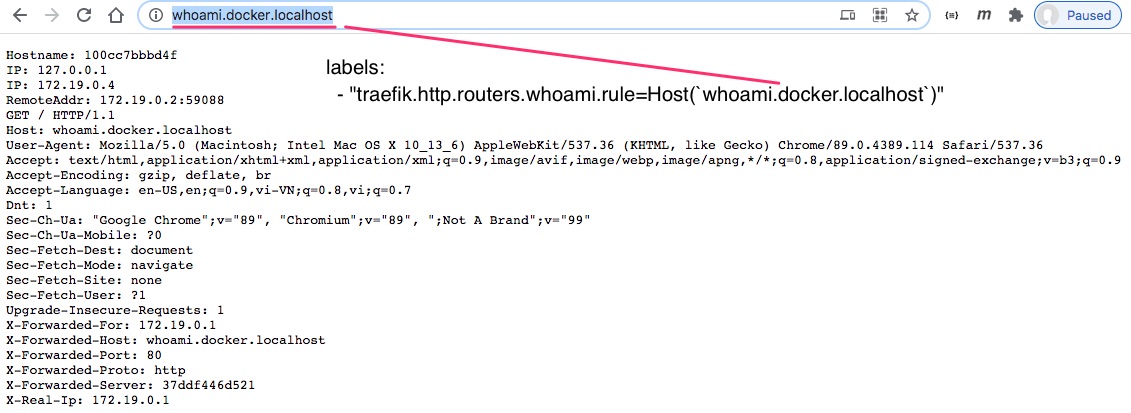 whoami.docker.localhost
{≡}
m
Paused
Hostname: 100cc7bbbd4f
IP: 127.0.0.1
IP: 172.19.0.4
RemoteAddr: 172.19.0.2:59088
GET / HTTP/1.1
Host: whoami.docker.localhost
User-Agent: Mozilla/5.0 (Macintosh; Intel Mac OS X 10_13_6) AppleWebKit/537.36 (KHTML, like Gecko) Chrome/89.0.4389.114 Safari/537.36
Accept: text/html,application/xhtml+xml,application/xml;q=0.9,image/avif,image/webp,image/apng,*/*;q=0.8,application/signed-exchange;v=b3;q=0.9
Accept-Encoding: gzip, deflate, br
Accept-Language: en-US,en;q=0.9,vi-VN;q=0.8,vi;q=0.7
Dnt: 1
Sec-Ch-Ua: "Google Chrome";v="89", "Chromium";v="89", ";Not A Brand";v="99"
Sec-Ch-Ua-Mobile: ?0
Sec-Fetch-Dest: document
Sec-Fetch-Mode: navigate
Sec-Fetch-Site: none
Sec-Fetch-User: ?1
Upgrade-Insecure-Requests: 1
X-Forwarded-For: 172.19.0.1
X-Forwarded-Host: whoami.docker.localhost
X-Forwarded-Port: 80
X-Forwarded-Proto: http
X-Forwarded-Server: 37ddf446d521
X-Real-Ip: 172.19.0.1
labels:
- "traefik.http.routers.whoami.rule=Host(`whoami.docker.localhost`)"